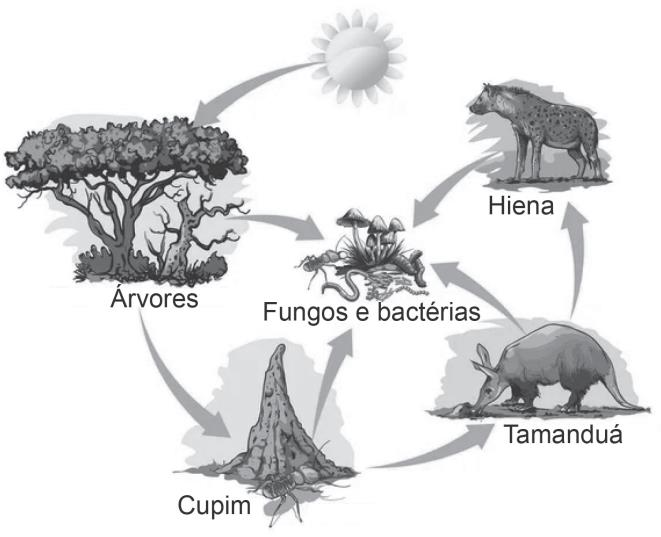 Hiena
Árvores
Fungos e bactérias
Tamanduá
Cupim